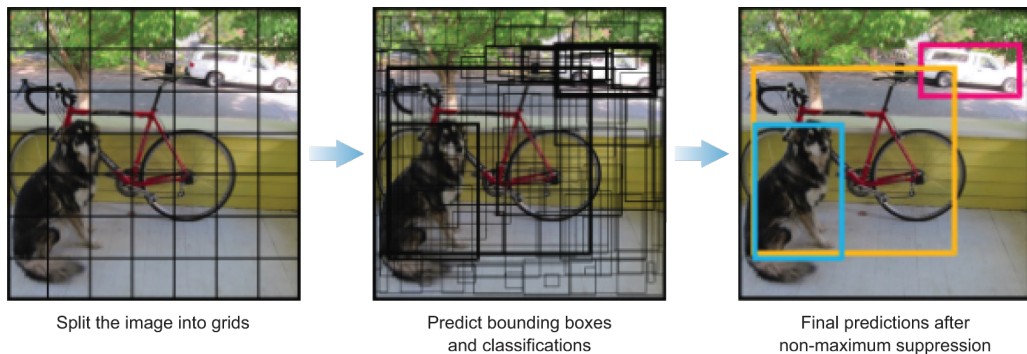 Split the image into grids
Predict bounding boxes
and classifications
Final predictions after
non-maximum suppression